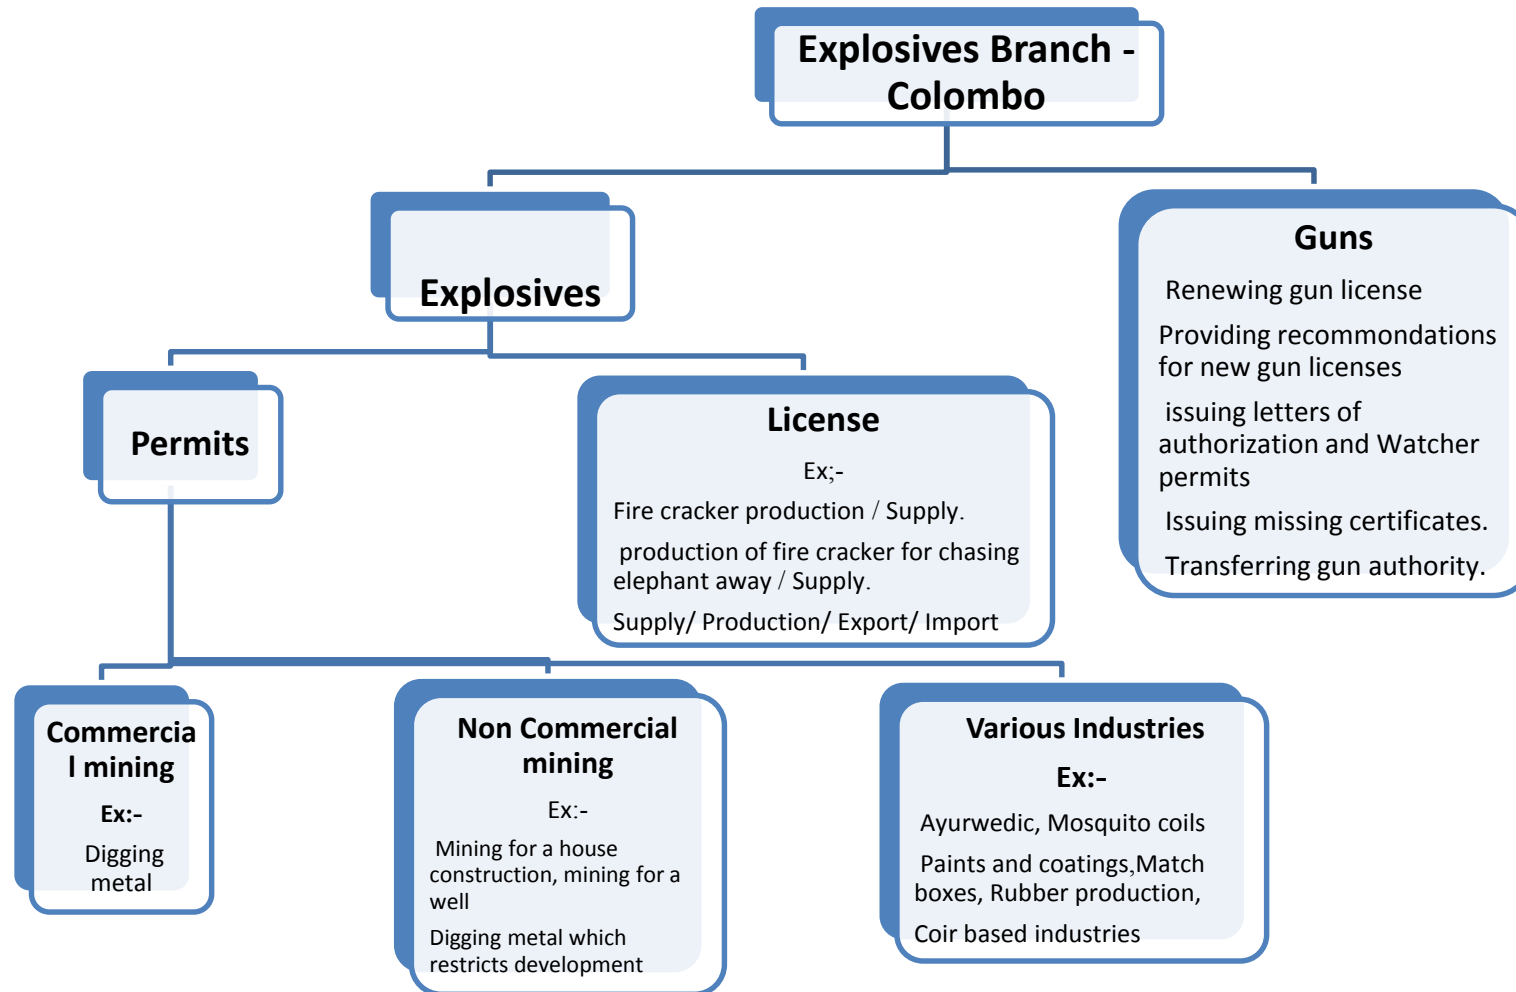 Explosives Branch -
Colombo
Explosives
Guns
Renewing gun license
Providing recommondations
for new gun licenses
issuing letters of
authorization and Watcher
permits
Issuing missing certificates.
Transferring gun authority.
Permits
License
Ex;-
Fire cracker production / Supply.
production of fire cracker for chasing
elephant away / Supply.
Supply/ Production/ Export/ Import
Commercia
l mining
Ex:-
Digging
metal
Non Commercial
mining
Ex:-
Mining for a house
construction, mining for a
well
Digging metal which
restricts development
Various Industries
Ex:-
Ayurwedic, Mosquito coils
Paints and coatings,Match
boxes, Rubber production,
Coir based industries